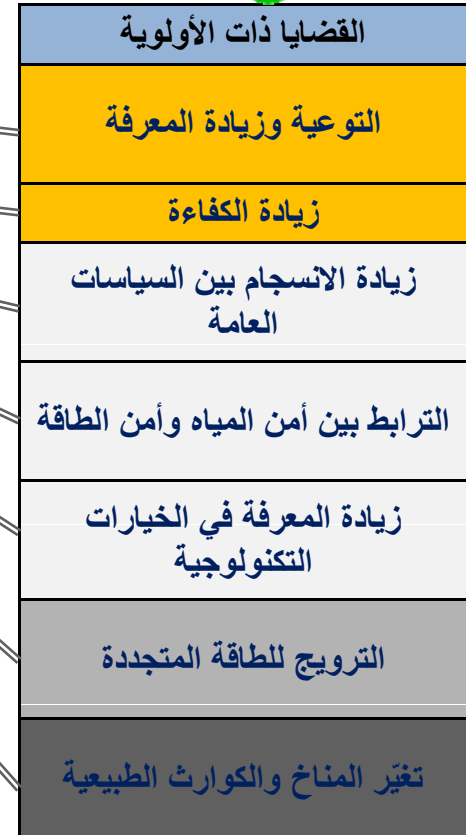 القضايا ذات الأولوية
التوعية وزيادة المعرفة
زيادة الكفاءة
زيادة الانسجام بين السياسات
العامة
الترابط بين أمن المياه وأمن الطاقة
زيادة المعرفة في الخيارات
التكنولوجية
الترويج للطاقة المتجددة
تغيّر المناخ والكوارث الطبيعية